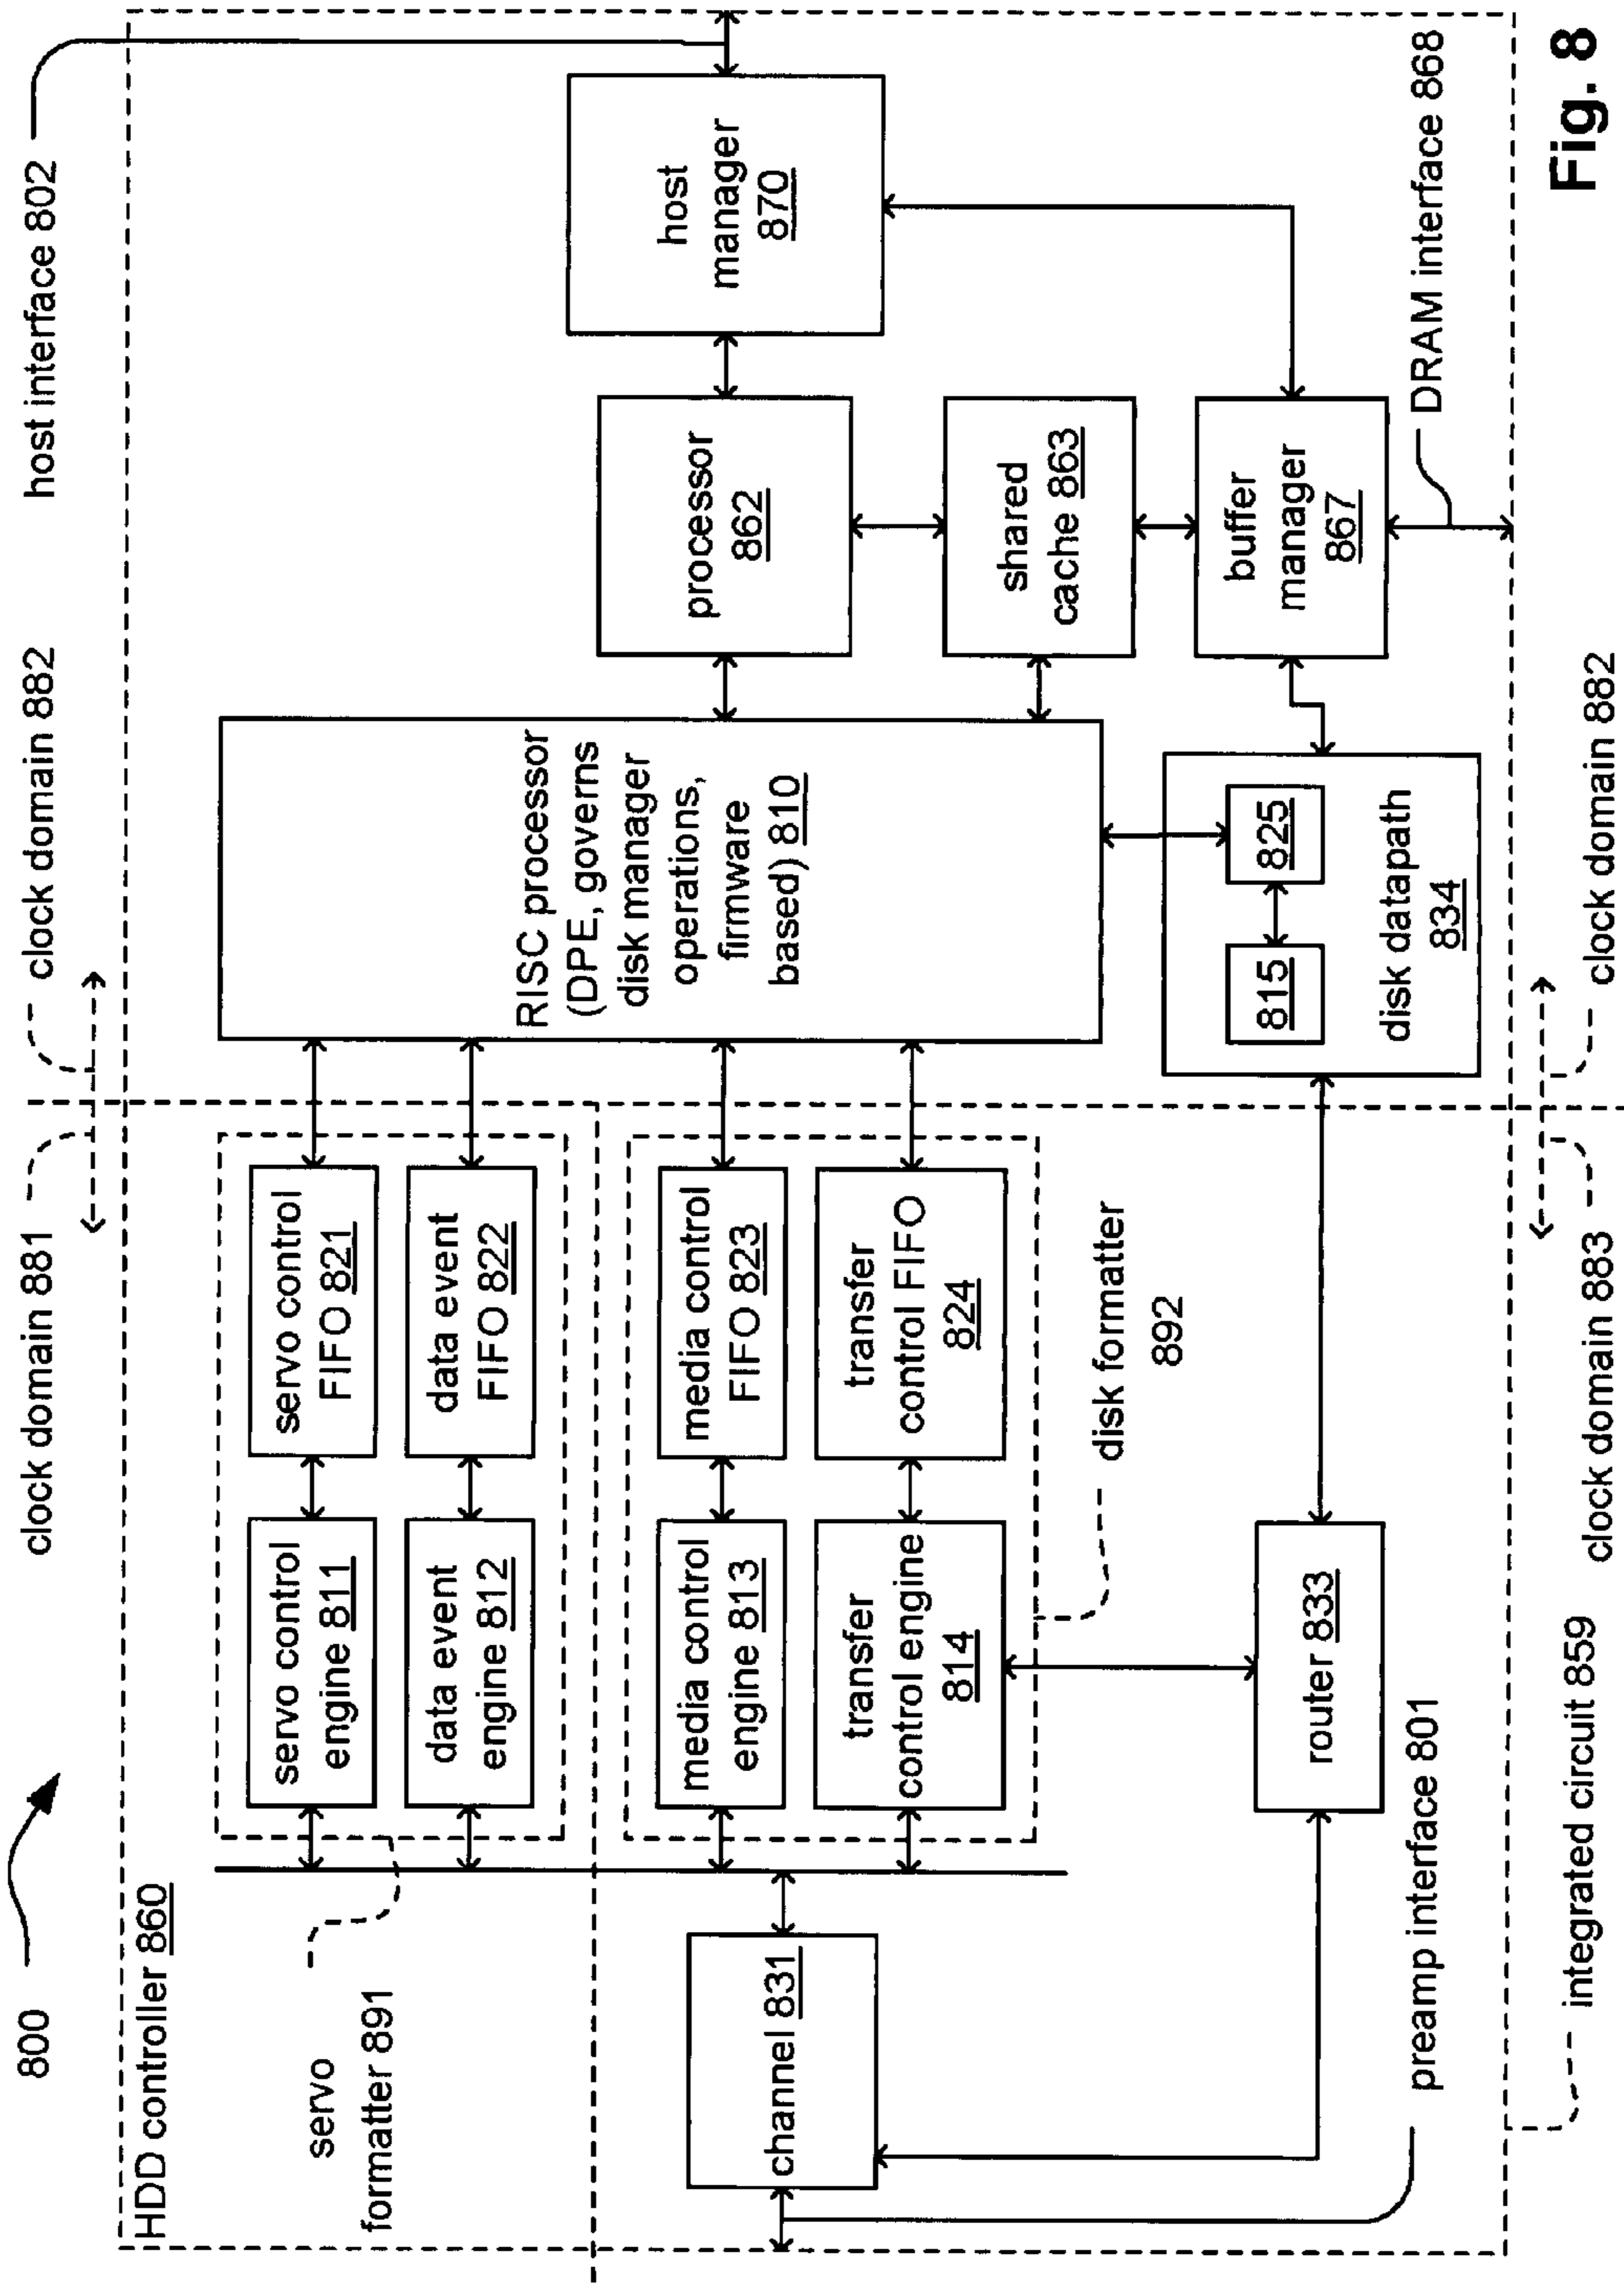 800
clock domain 881
clock domain 882
host interface 802
HDD controller 860
servo
formatter 891
servo control
engine 811
servo control
FIFO 821
data event
engine 812
data event
FIFO 822
media control
engine 813
media control
FIFO 823
transfer
control engine
814
transfer
control FIFO
824
RISC processor
(DPE, governs
disk manager
operations,
firmware
based) 810
processor
862
host
manager
870
shared
cache 863
buffer
manager
867
channel 831
disk formatter
892
815
825
disk datapath
834
router 833
preamp interface 801
DRAM interface 868
integrated circuit 859
clock domain 883
clock domain 882
Fig. 8